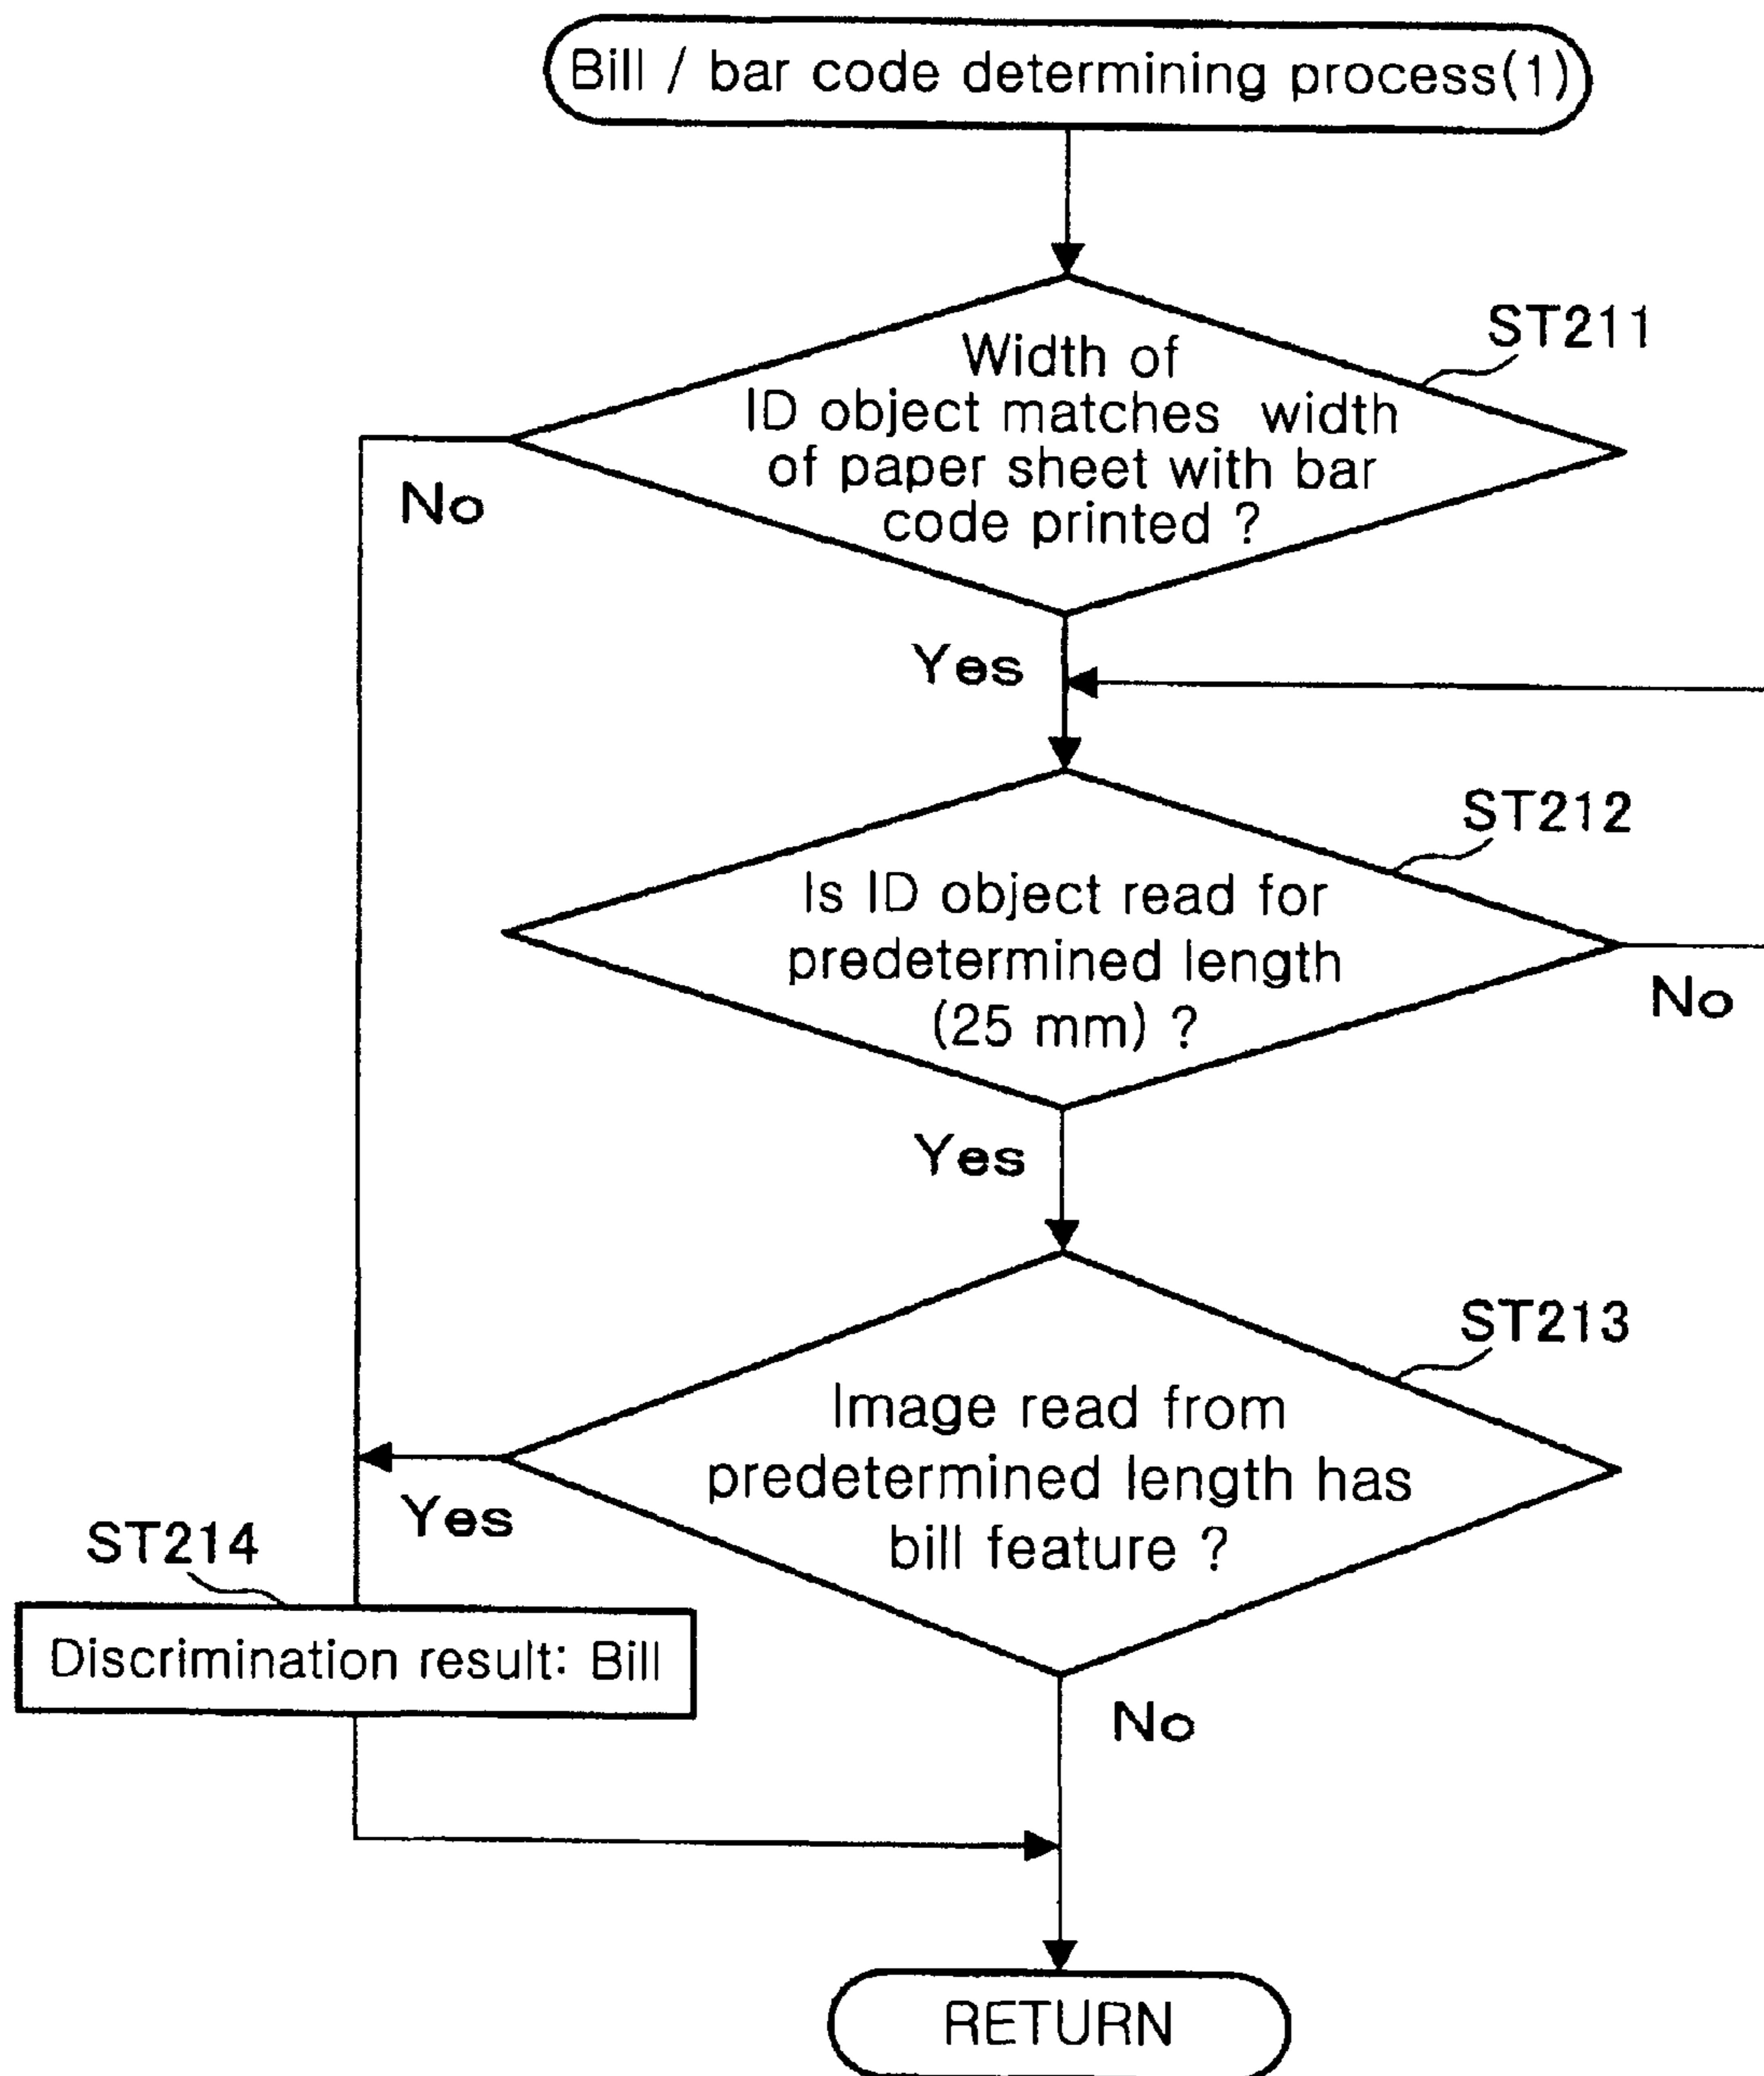 Bill / bar code determining process(1)
ST211
Width of
ID object matches width
of paper sheet with bar
code printed ?
No
Yes
ST212
Is ID object read for
predetermined length
(25 mm) ?
No
Yes
ST213
Image read from
predetermined length has
bill feature ?
Yes
ST214
Discrimination result: Bill
No
RETURN